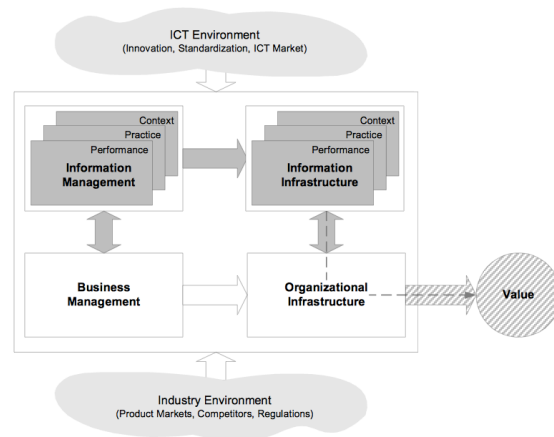 ICT Environment
(Innovation, Standardization, ICT Market)
Context
Practice
Performance
Information
Management
Context
Practice
Performance
Information
Infrastructure
Business
Management
Organizational
Infrastructure
Value
Industry Environment
(Product Markets, Competitors, Regulations)